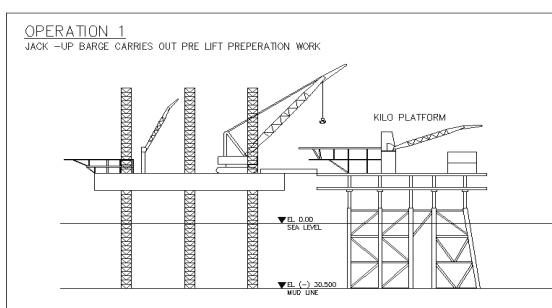 OPERATION 1
JACK -UP BARGE CARRIES OUT PRE LIFT PREPERATION WORK
KILO PLATFORM
EL 0.00
SEA LEVEL
EL (-) 30.500
MUD LINE